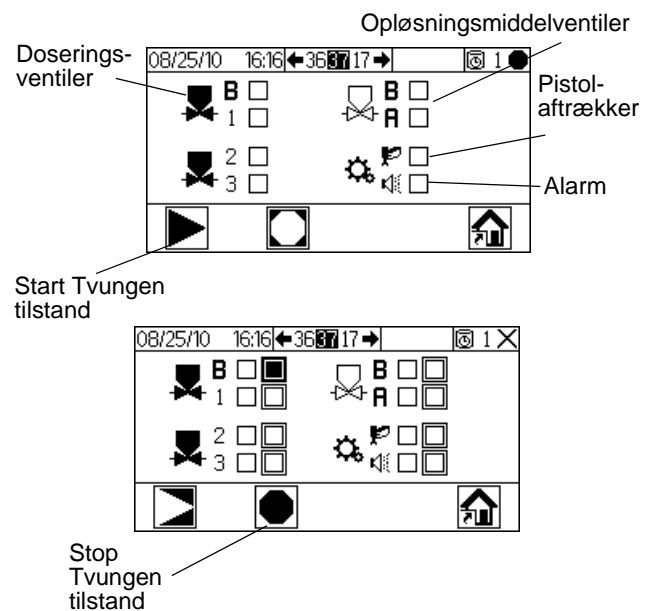 Opløsningsmiddelventiler
Doserings-
ventiler
08/25/10 16:16 36 37 17 1
B
1
B
A
Pistol-
aftrækker
2
3
Alarm
Start Tvungen
tilstand
08/25/10 16:16 36 37 17 1
B
1
B
A
2
3
Stop
Tvungen
tilstand